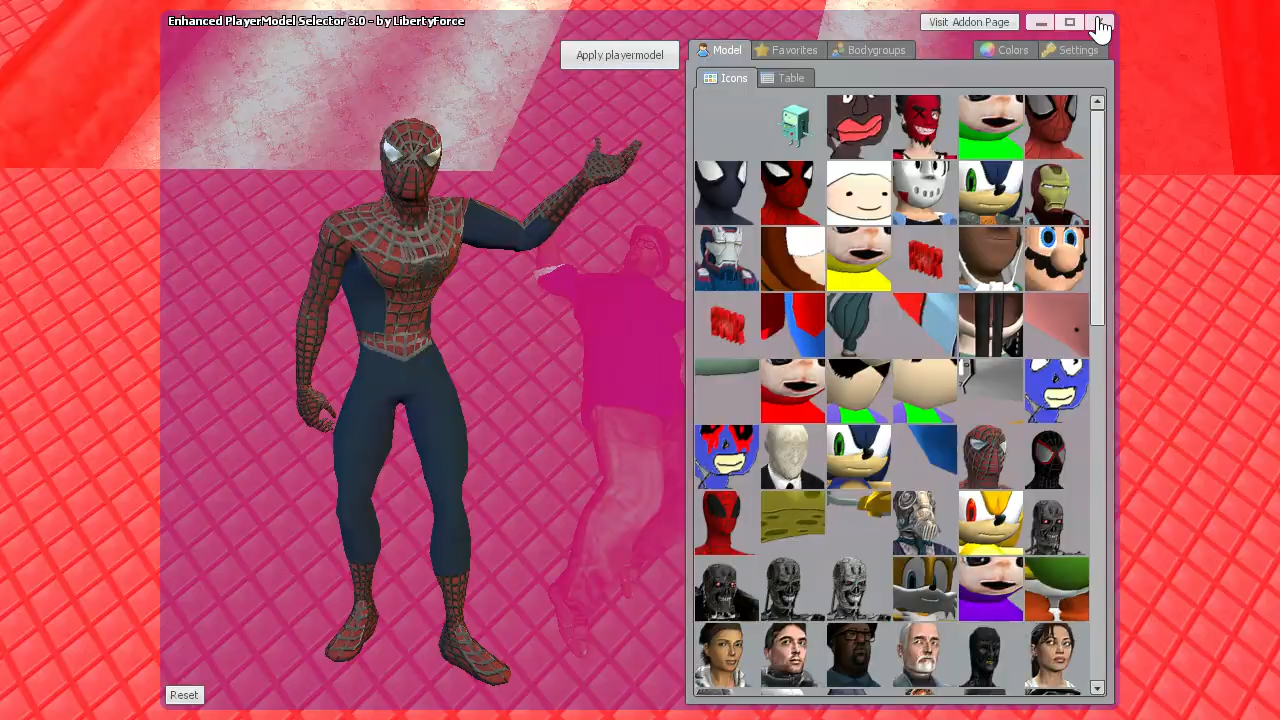 Enhanced PlayerModel Selector 3.0 - by LibertyForce
Visit Addon Page
Apply playermodel
Model
Favorites
Bodygroups
Colors
Settings
Icons
Table
Reset